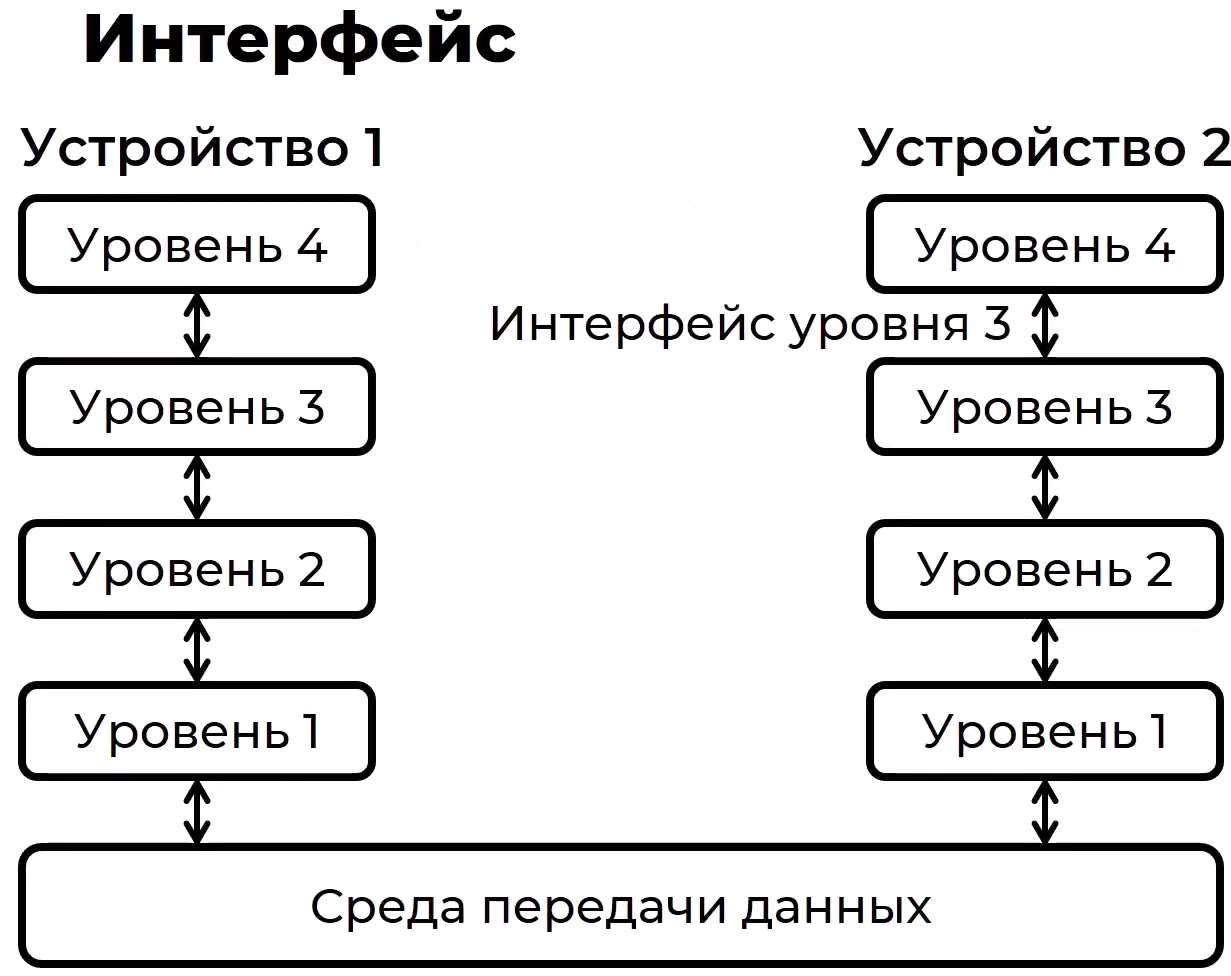 Интерфейс
Устройство 1
Устройство 2
Уровень 4
Уровень 4
Интерфейс уровня 3
Уровень 3
Уровень 3
Уровень 2
Уровень 2
Уровень 1
Уровень 1
Среда передачи данных